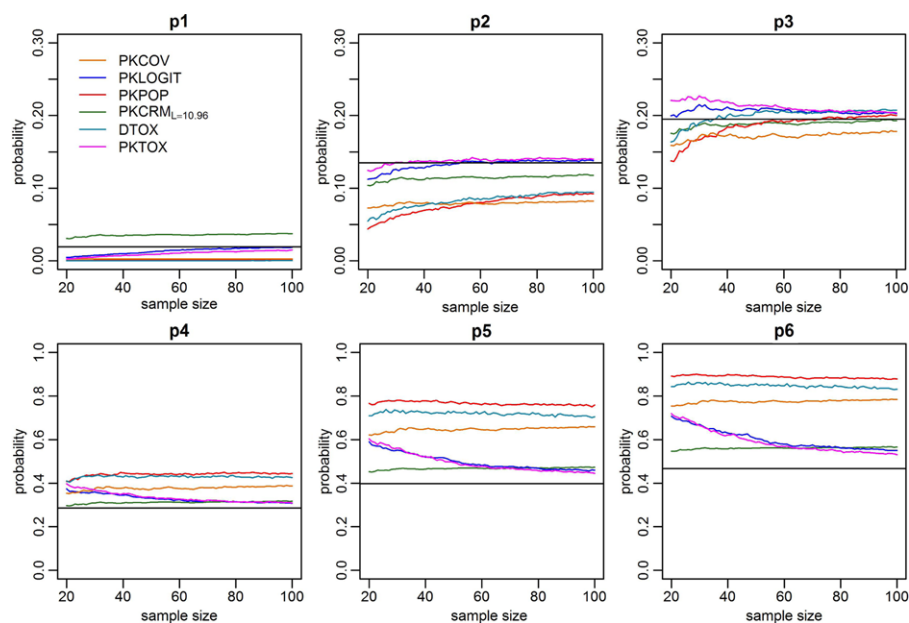 p1
p2
p3
probability
0.00 0.10 0.20 0.30
PKCOV
PKLOGIT
PKPOP
PKCRM L=10.96
DTOX
PKTOX
20 40 60 80 100
sample size
probability
0.00 0.10 0.20 0.30
20 40 60 80 100
sample size
probability
0.00 0.10 0.20 0.30
20 40 60 80 100
sample size
p4
p5
p6
probability
0.0 0.2 0.4 0.6 0.8 1.0
20 40 60 80 100
sample size
probability
0.0 0.2 0.4 0.6 0.8 1.0
20 40 60 80 100
sample size
probability
0.0 0.2 0.4 0.6 0.8 1.0
20 40 60 80 100
sample size